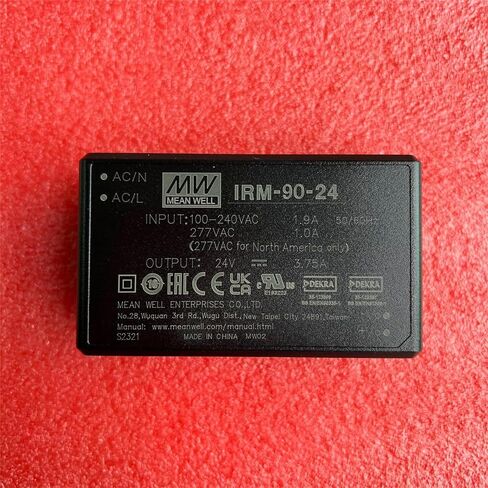 AC/N
AC/L
MW
MEAN WELL
IRM-90-24
INPUT: 100-240VAC 1.9A 50/60Hz
277VAC 1.0A
(277VAC for North America only)
OUTPUT: 24V ⎓ 3.75A
EAC CE UKCA
DEKRA DEKRA
MEAN WELL ENTERPRISES CO.,LTD.
No.28, Wuquan 3rd Rd., Wugu Dist., New Taipei City 24891, Taiwan
Manual: www.meanwell.com/manual.html
S2321 MADE IN CHINA MW02